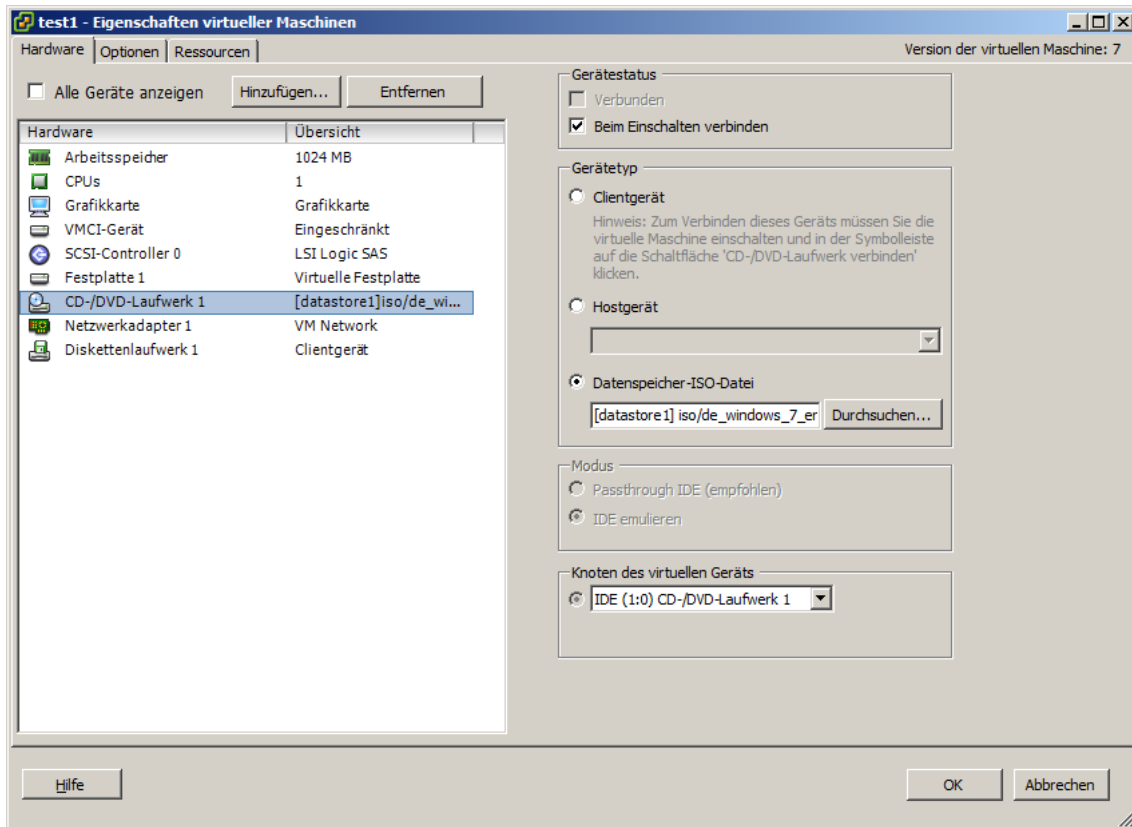 test1 - Eigenschaften virtueller Maschinen
Hardware Optionen Ressourcen Version der virtuellen Maschine: 7
Alle Geräte anzeigen Hinzufügen... Entfernen
Hardware Übersicht
Arbeitsspeicher 1024 MB
CPUs 1
Grafikkarte Grafikkarte
VMCI-Gerät Eingeschränkt
SCSI-Controller 0 LSI Logic SAS
Festplatte 1 Virtuelle Festplatte
CD-/DVD-Laufwerk 1 [datastore1]iso/de_wi...
Netzwerkadapter 1 VM Network
Diskettenlaufwerk 1 Clientgerät
Gerätestatus
Verbunden
Beim Einschalten verbinden
Gerätetyp
Clientgerät
Hinweis: Zum Verbinden dieses Geräts müssen Sie die
virtuelle Maschine einschalten und in der Symbolleiste
auf die Schaltfläche 'CD-/DVD-Laufwerk verbinden'
klicken.
Hostgerät
Datenspeicher-ISO-Datei
[datastore1] iso/de_windows_7_er Durchsuchen...
Modus
Passthrough IDE (empfohlen)
IDE emulieren
Knoten des virtuellen Geräts
IDE (1:0) CD-/DVD-Laufwerk 1
Hilfe OK Abbrechen